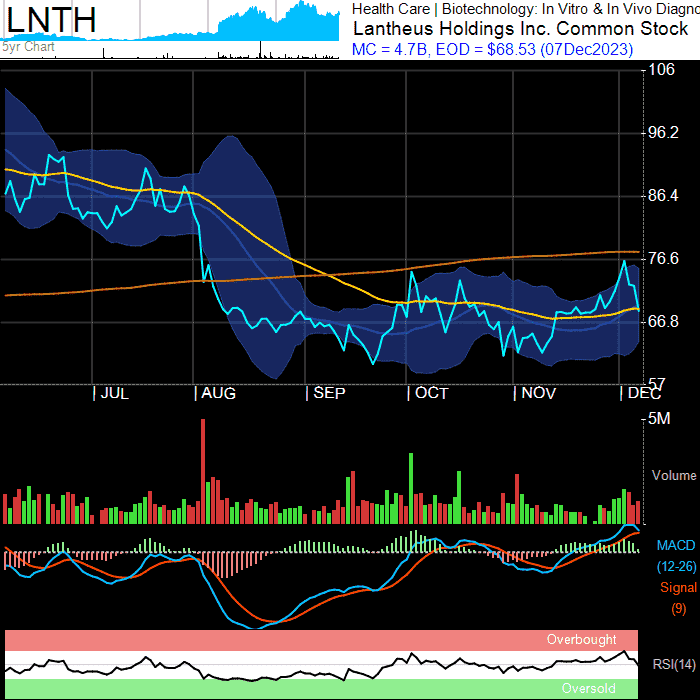 LNTH
5yr Chart
Health Care | Biotechnology: In Vitro & In Vivo Diagno
Lantheus Holdings Inc. Common Stock
MC = 4.7B, EOD = $68.53 (07Dec2023)
106
96.2
86.4
76.6
66.8
57
JUL
AUG
SEP
OCT
NOV
DEC
5M
Volume
MACD
(12-26)
Signal
(9)
Overbought
RSI(14)
Oversold